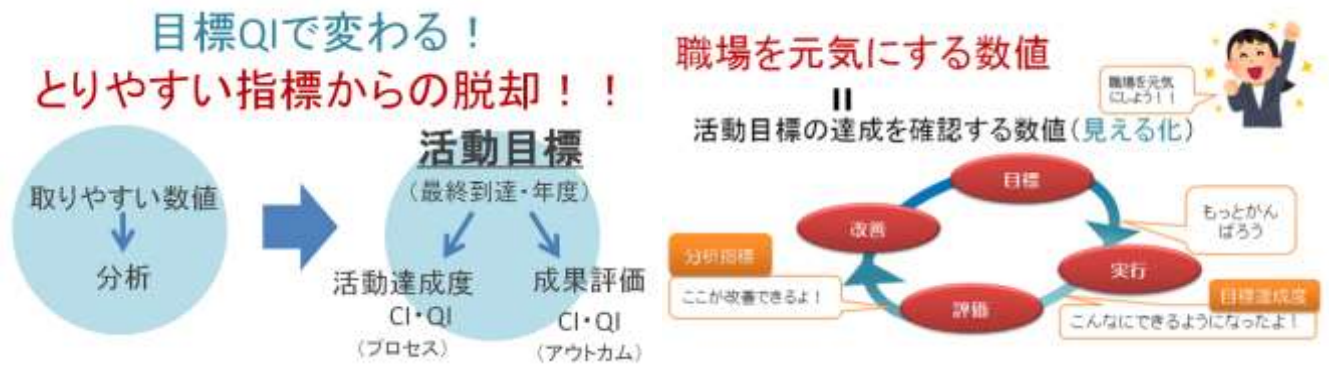 目標QIで変わる！
とりやすい指標からの脱却！！
取りやすい数値
分析
活動目標
（最終到達・年度）
活動達成度
CI・QI
（プロセス）
成果評価
CI・QI
（アウトカム）
職場を元気にする数値
職場を元気
にしよう！！
=
活動目標の達成を確認する数値（見える化）
目標
もっとがん
ばろう
改善
実行
分析指標
ここが改善できるよ！
評価
目標達成度
こんなにできるようになったよ！